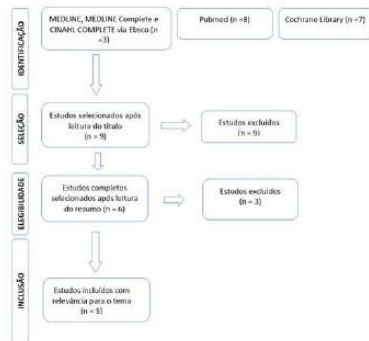 IDENTIFICAÇÃO
MEDLINE, MEDLINE Complete e
CINAHL COMPLETE via Ebsco (n
=3)
Pubmed (n =8)
Cochrane Library (n =7)
SELEÇÃO
Estudos selecionados após
leitura do título
(n = 9)
Estudos excluídos
(n = 9)
ELEGIBILIDADE
Estudos completos
selecionados após leitura
do resumo (n = 6)
Estudos excluídos
(n = 3)
INCLUSÃO
Estudos incluídos com
relevância para o tema
(n = 5)